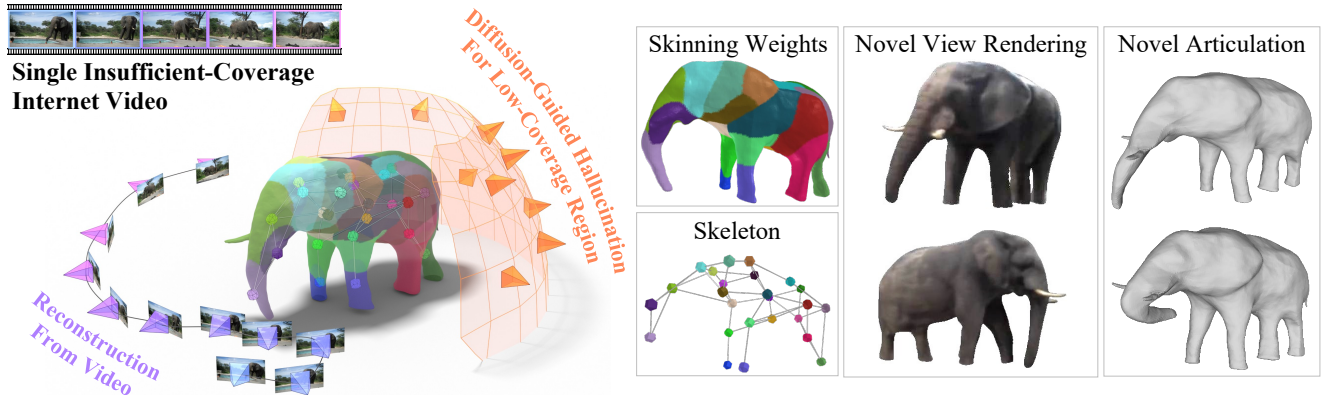 Single Insufficient-Coverage
Internet Video
Diffusion-Guided Hallucination
For Low-Coverage Region
Reconstruction
From Video
Skinning Weights
Skeleton
Novel View Rendering
Novel Articulation